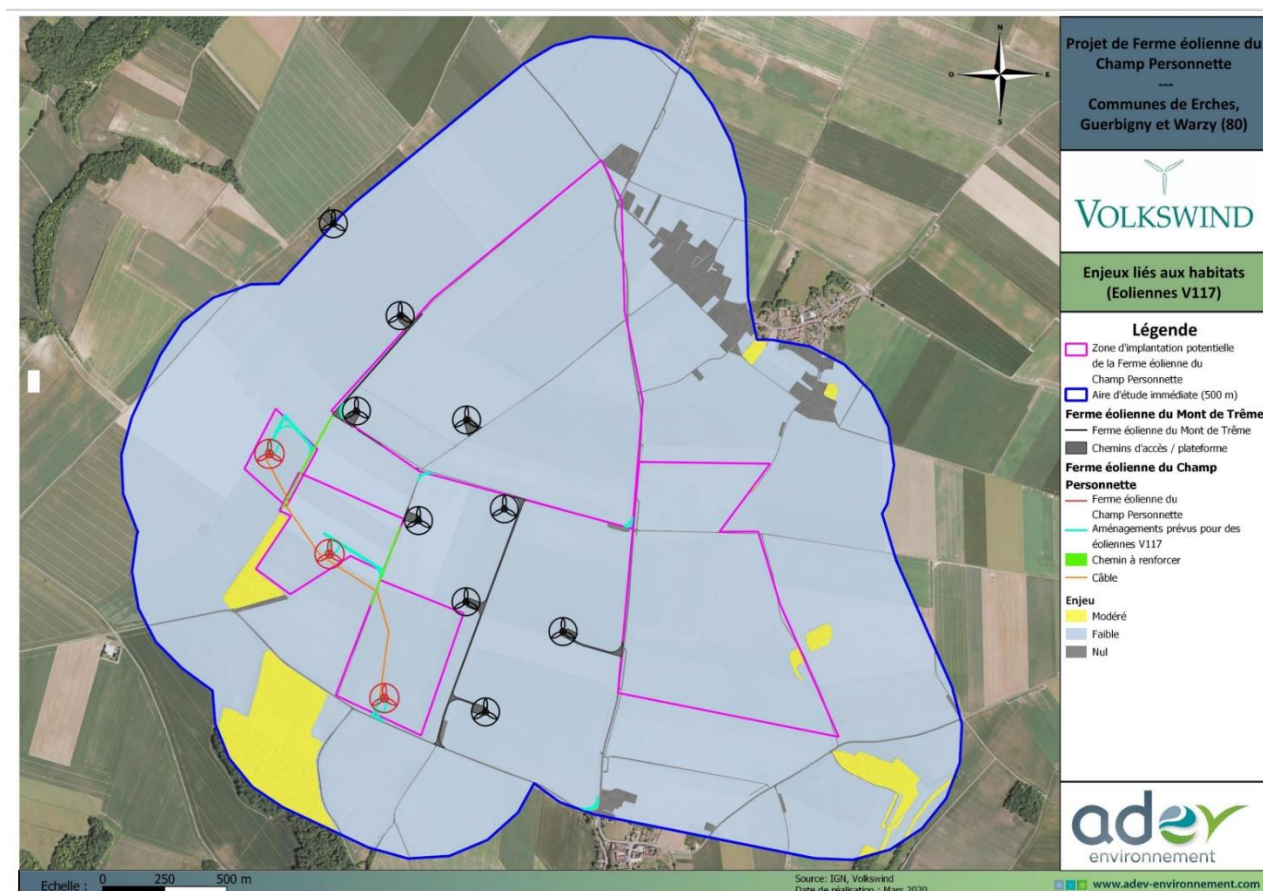 N
O
E
S
Projet de Ferme éolienne du
Champ Personnette
---
Communes de Erches,
Guerbigny et Warzy (80)
VOLKSWIND
Enjeux liés aux habitats
(Eoliennes V117)
Légende
Zone d'implantation potentielle
de la Ferme éolienne du
Champ Personnette
Aire d'étude immédiate (500 m)
Ferme éolienne du Mont de Trême
Ferme éolienne du Mont de Trême
Chemins d'accès / plateforme
Ferme éolienne du Champ
Personnette
Ferme éolienne du
Champ Personnette
Aménagements prévus pour des
éoliennes V117
Chemin à renforcer
Câble
Enjeu
Modéré
Faible
Nul
adev
environnement
Echelle :
0 250 500 m
Source: IGN, Volkswind
Date de réalisation : Mars 2020
www.adev-environnement.com